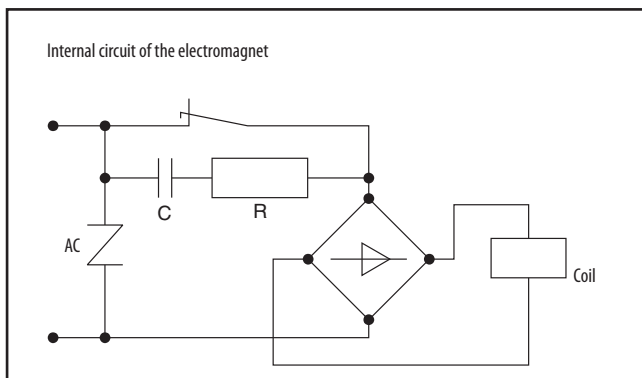 Internal circuit of the electromagnet
C
R
AC
Coil